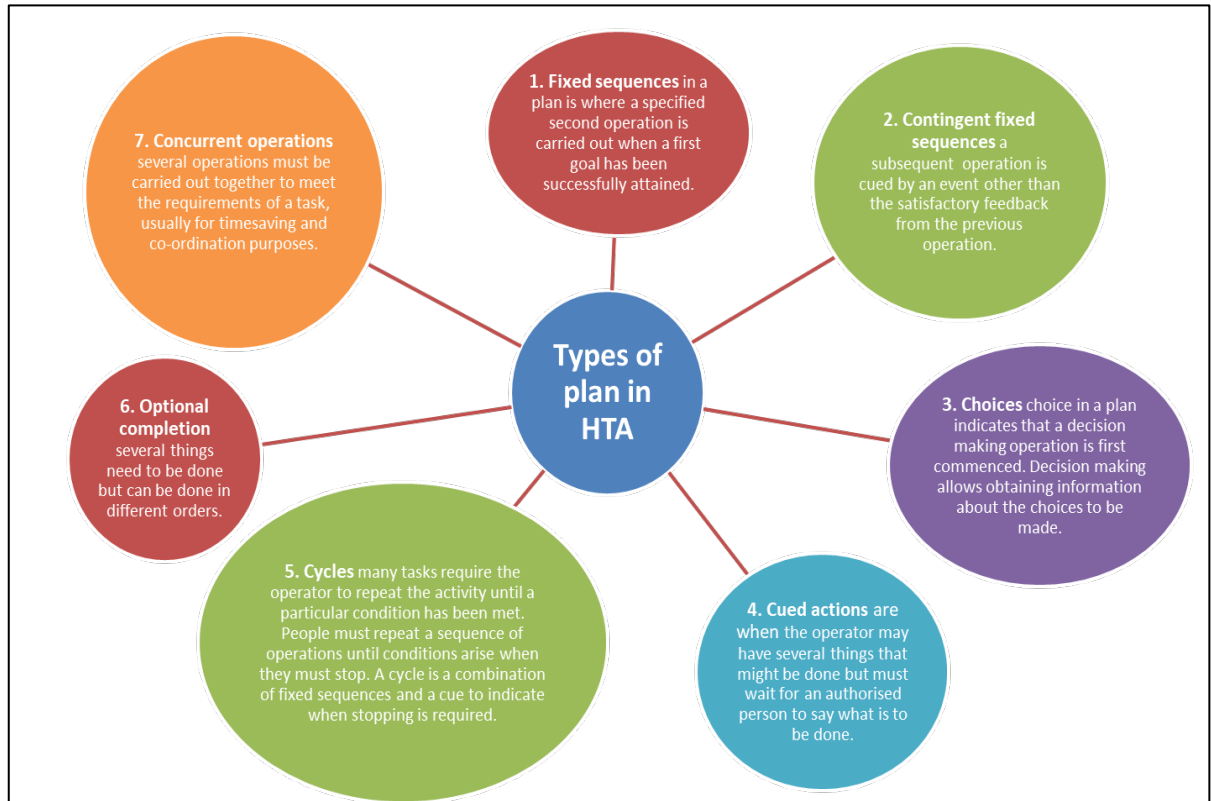 Types of
plan in
HTA
1. Fixed sequences in a
plan is where a specified
second operation is
carried out when a first
goal has been
successfully attained.
2. Contingent fixed
sequences a
subsequent operation is
cued by an event other than
the satisfactory feedback
from the previous
operation.
3. Choices choice in a plan
indicates that a decision
making operation is first
commenced. Decision making
allows obtaining information
about the choices to be
made.
4. Cued actions are
when the operator may
have several things that
might be done but must
wait for an authorised
person to say what is to
be done.
5. Cycles many tasks require the
operator to repeat the activity until a
particular condition has been met.
People must repeat a sequence of
operations until conditions arise when
they must stop. A cycle is a combination
of fixed sequences and a cue to indicate
when stopping is required.
6. Optional
completion
several things
need to be done
but can be done in
different orders.
7. Concurrent operations
several operations must be
carried out together to meet
the requirements of a task,
usually for timesaving and
co-ordination purposes.